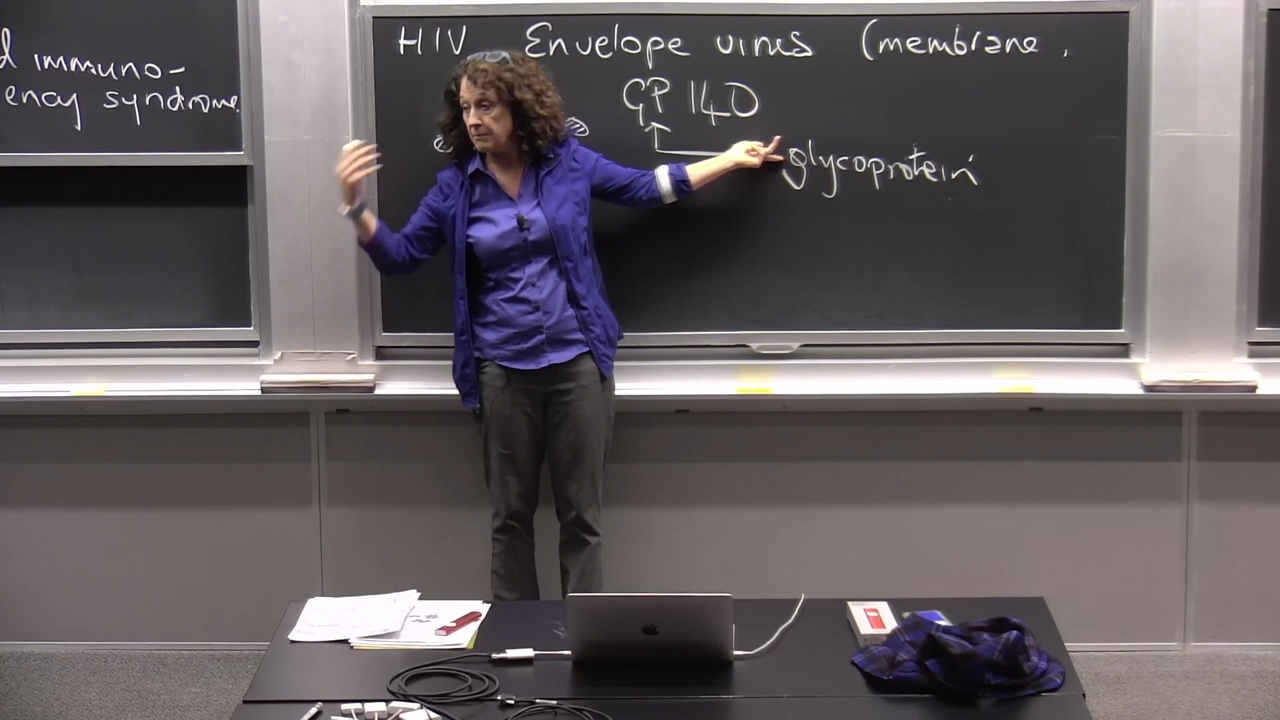 immuno-
ency syndrome
HIV Envelope virus (membrane,
GP 140
glycoprotein